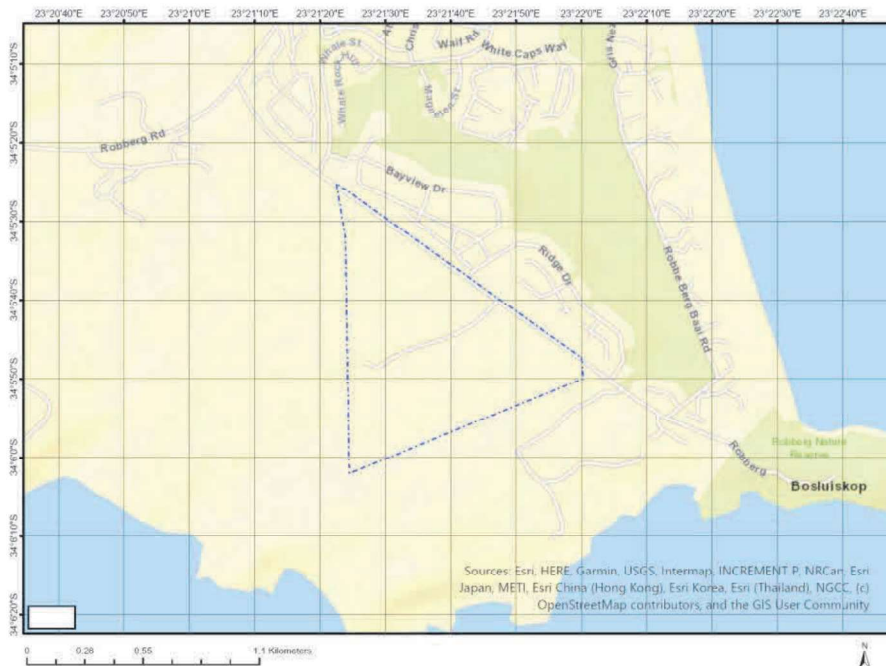 23°20'40"E 23°20'50"E 23°21'0"E 23°21'10"E 23°21'20"E 23°21'30"E 23°21'40"E 23°21'50"E 23°22'0"E 23°22'10"E 23°22'20"E 23°22'30"E 23°22'40"E
34°5'10"S
34°5'20"S
34°5'30"S
34°5'40"S
34°5'50"S
34°6'0"S
34°6'10"S
34°6'20"S
Whale St
Waif Rd
White Caps Wal
Whale Rock
Robberg Rd
Bayview Dr
Ridge Dr
Robbe Berg Baai Rd
Robberg
Robberg Nature
Reserve
Bosluiskop
Sources: Esri, HERE, Garmin, USGS, Intermap, INCREMENT P, NRCan, Esri
Japan, METI, Esri China (Hong Kong), Esri Korea, Esri (Thailand), NGCC, (c)
OpenStreetMap contributors, and the GIS User Community
0 0.28 0.55 1.1 Kilometers
N